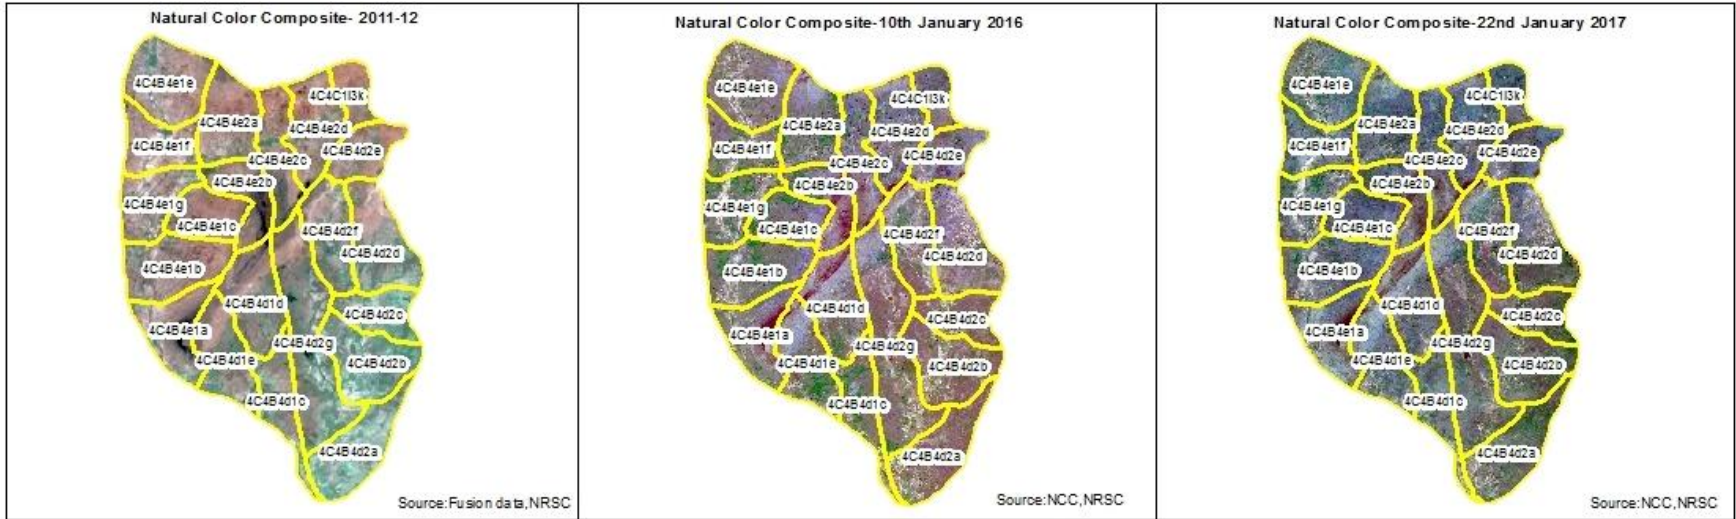 Natural Color Composite- 2011-12
4C4B4e1e
4C4C1I3k
4C4B4e2a
4C4B4e2d
4C4B4e1f
4C4B4d2e
4C4B4e2c
4C4B4e2b
4C4B4e1g
4C4B4e1c
4C4B4d2f
4C4B4d2d
4C4B4e1b
4C4B4d1d
4C4B4d2c
4C4B4e1a
4C4B4d2g
4C4B4d1e
4C4B4d2b
4C4B4d1c
4C4B4d2a
Source:Fusion data,NRSC
Natural Color Composite-10th January 2016
4C4B4e1e
4C4C1I3k
4C4B4e2a
4C4B4e2d
4C4B4e1f
4C4B4d2e
4C4B4e2c
4C4B4e2b
4C4B4e1g
4C4B4e1c
4C4B4d2f
4C4B4d2d
4C4B4e1b
4C4B4d1d
4C4B4d2c
4C4B4e1a
4C4B4d2g
4C4B4d1e
4C4B4d2b
4C4B4d1c
4C4B4d2a
Source:NCC,NRSC
Natural Color Composite-22nd January 2017
4C4B4e1e
4C4C1I3k
4C4B4e2a
4C4B4e2d
4C4B4e1f
4C4B4d2e
4C4B4e2c
4C4B4e2b
4C4B4e1g
4C4B4e1c
4C4B4d2f
4C4B4d2d
4C4B4e1b
4C4B4d1d
4C4B4d2c
4C4B4e1a
4C4B4d2g
4C4B4d1e
4C4B4d2b
4C4B4d1c
4C4B4d2a
Source:NCC,NRSC